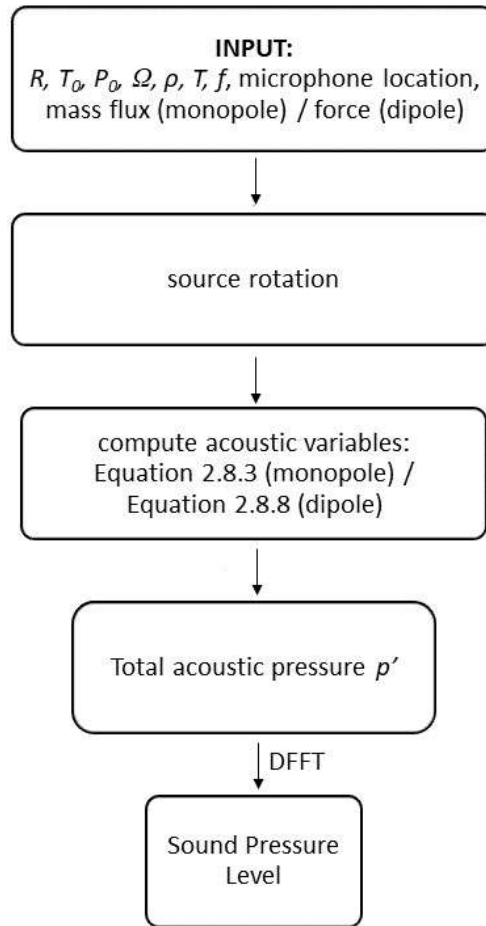 INPUT:
R, T₀, P₀, Ω, ρ, T, f, microphone location,
mass flux (monopole) / force (dipole)
source rotation
compute acoustic variables:
Equation 2.8.3 (monopole) /
Equation 2.8.8 (dipole)
Total acoustic pressure p′
DFFT
Sound Pressure
Level